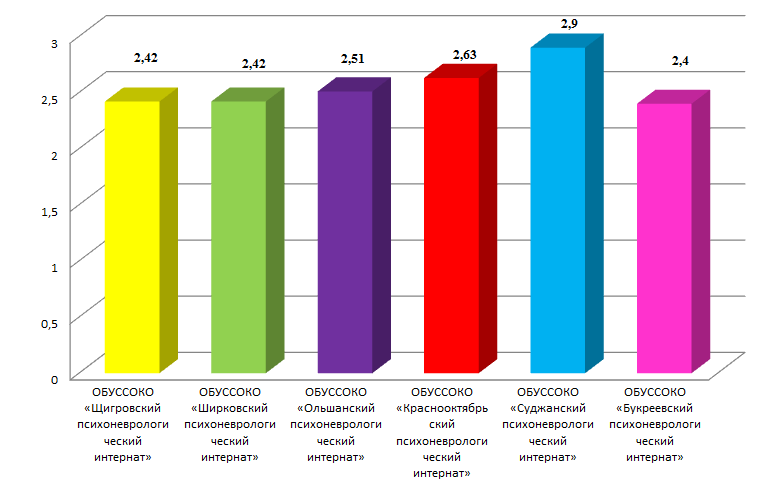 3
2,5
2
1,5
1
0,5
0
2,42
2,42
2,51
2,63
2,9
2,4
ОБУССОКО
«Щигровский
психоневрологи
ческий
интернат»
ОБУССОКО
«Ширковский
психоневрологи
ческий
интернат»
ОБУССОКО
«Ольшанский
психоневрологи
ческий
интернат»
ОБУССОКО
«Краснооктябрь
ский
психоневрологи
ческий
интернат»
ОБУССОКО
«Суджанский
психоневрологи
ческий
интернат»
ОБУССОКО
«Букреевский
психоневрологи
ческий
интернат»